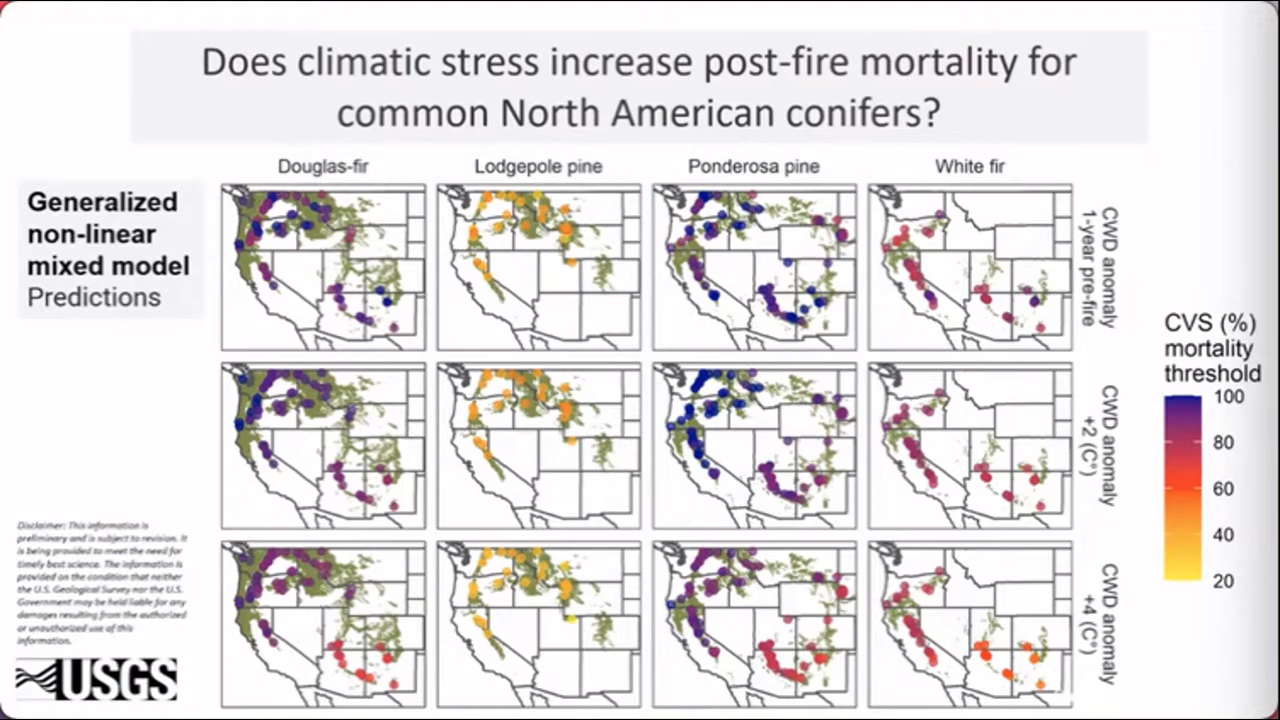 Does climatic stress increase post-fire mortality for
common North American conifers?
Douglas-fir
Lodgepole pine
Ponderosa pine
White fir
Generalized
non-linear
mixed model
Predictions
CWD anomaly
1-year pre-fire
CWD anomaly
+2 (C°)
CWD anomaly
+4 (C°)
CVS (%)
mortality
threshold
100
80
60
40
20
Disclaimer: This information is
preliminary and is subject to revision. It
is being provided to meet the need for
timely best science. The information is
provided on the condition that neither
the U.S. Geological Survey nor the U.S.
Government may be held liable for any
damages resulting from the authorized
or unauthorized use of this
information.
USGS